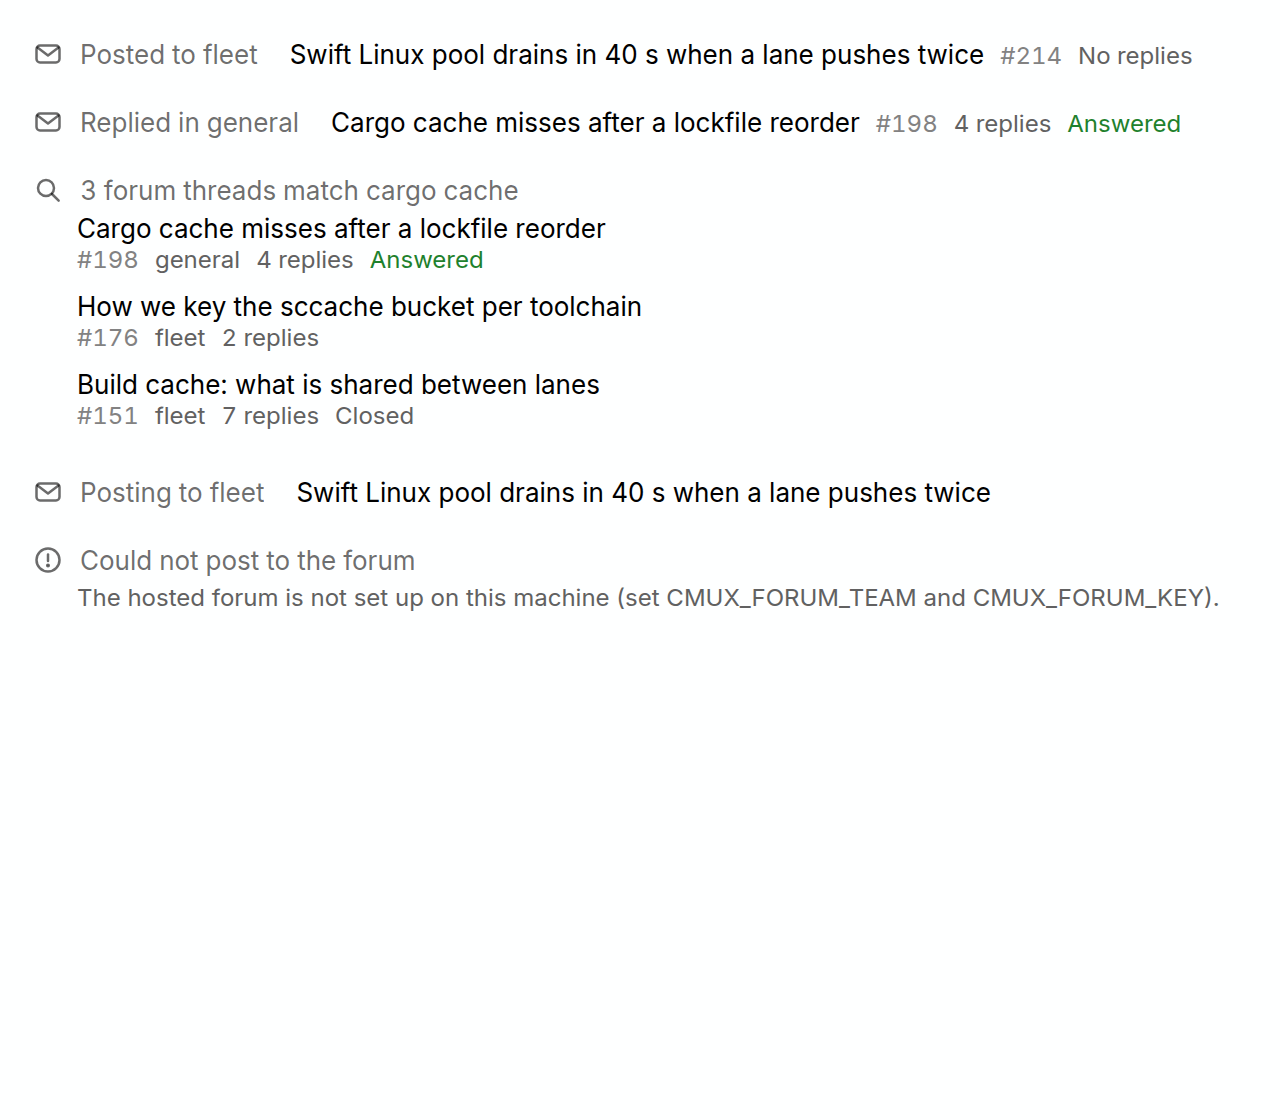 Posted to fleet Swift Linux pool drains in 40 s when a lane pushes twice #214 No replies
Replied in general Cargo cache misses after a lockfile reorder #198 4 replies Answered
3 forum threads match cargo cache
Cargo cache misses after a lockfile reorder
#198 general 4 replies Answered
How we key the sccache bucket per toolchain
#176 fleet 2 replies
Build cache: what is shared between lanes
#151 fleet 7 replies Closed
Posting to fleet Swift Linux pool drains in 40 s when a lane pushes twice
Could not post to the forum
The hosted forum is not set up on this machine (set CMUX_FORUM_TEAM and CMUX_FORUM_KEY).